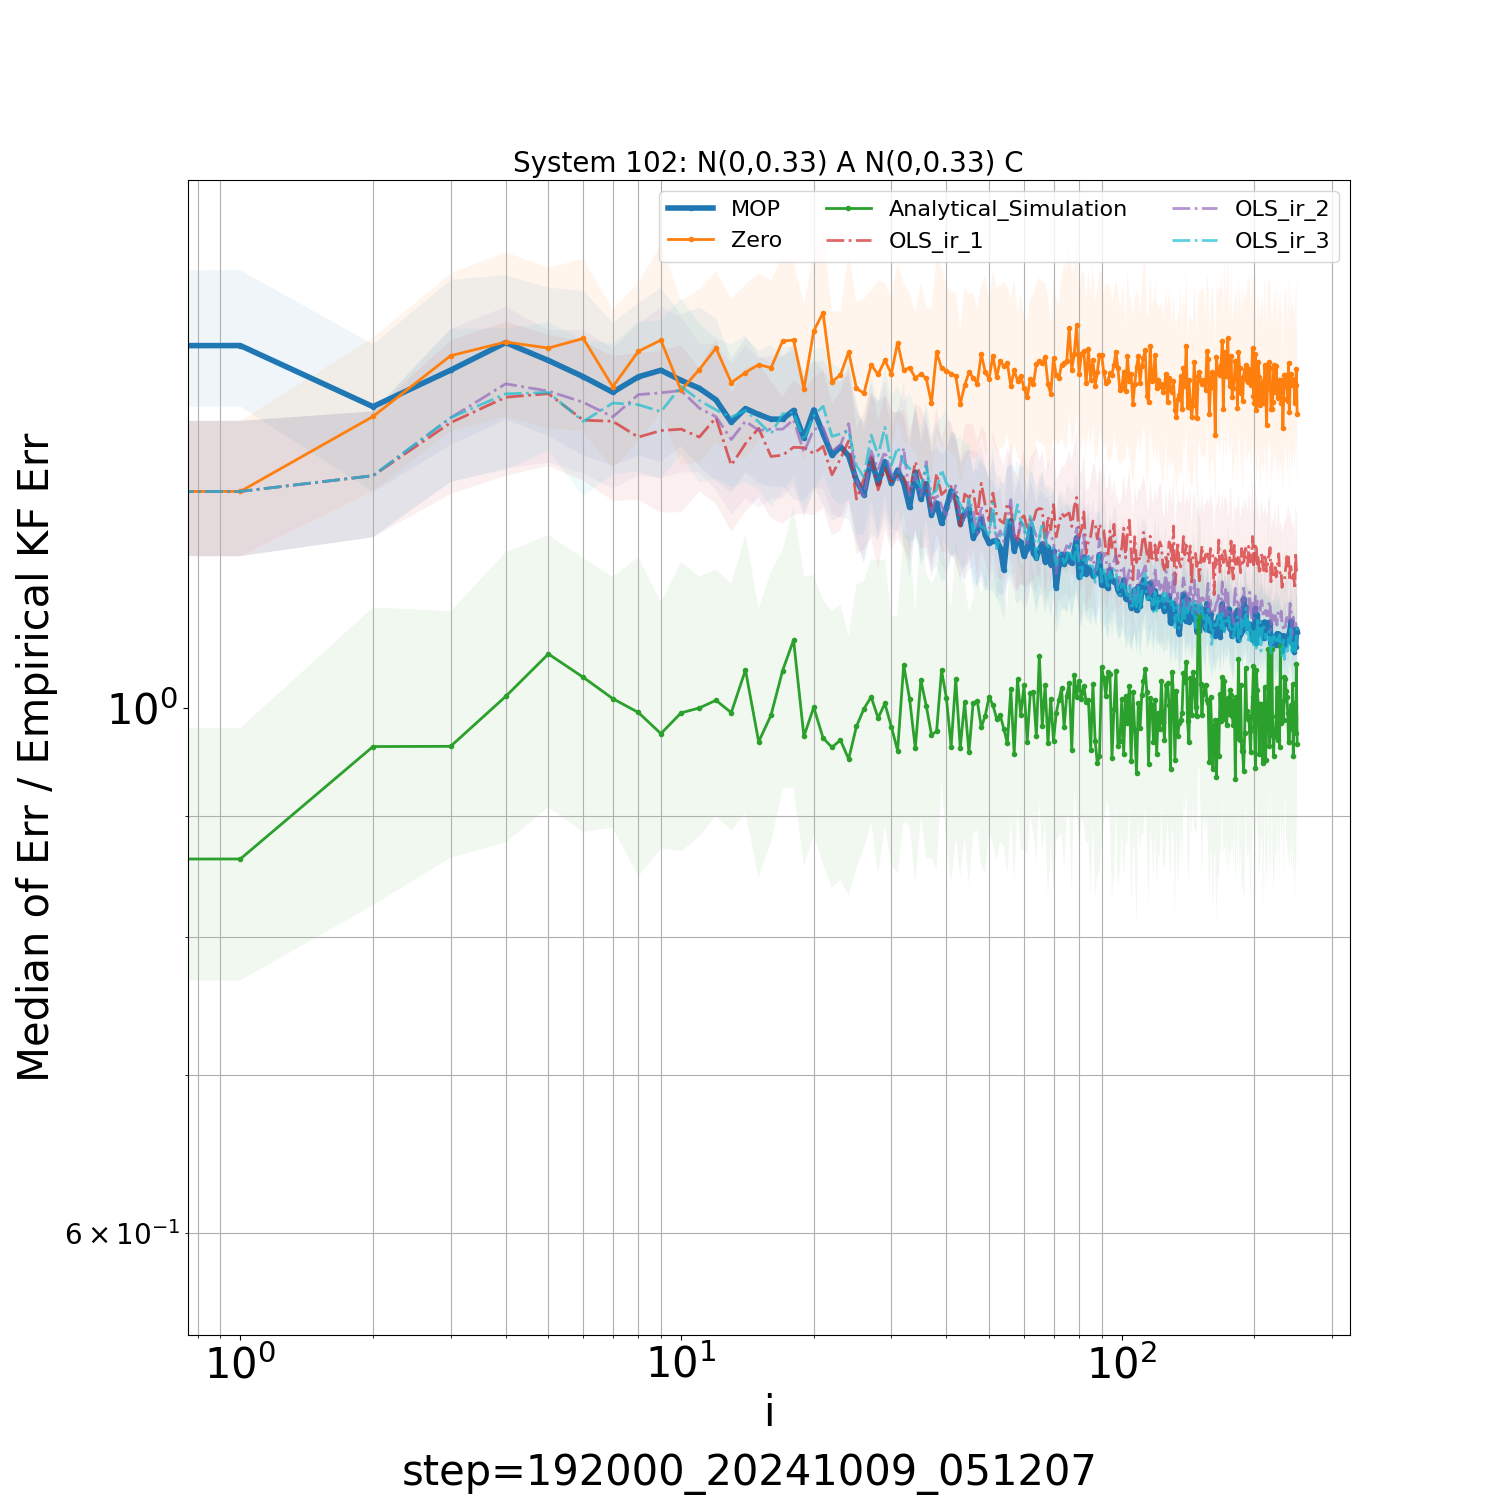 System 102: N(0,0.33) A N(0,0.33) C
MOP
Zero
Analytical_Simulation
OLS_ir_1
OLS_ir_2
OLS_ir_3
Median of Err / Empirical KF Err
10⁰
6 × 10⁻¹
10⁰ 10¹ 10²
i
step=192000_20241009_051207